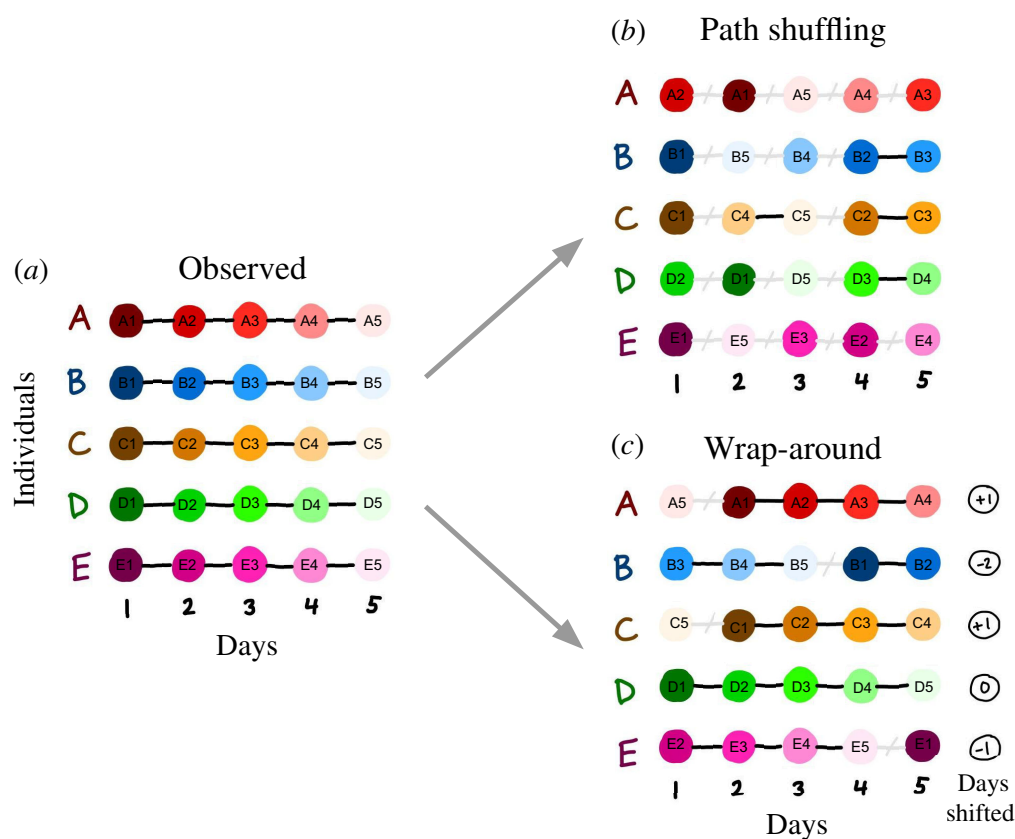 (a) Observed
Individuals
A A1 A2 A3 A4 A5
B B1 B2 B3 B4 B5
C C1 C2 C3 C4 C5
D D1 D2 D3 D4 D5
E E1 E2 E3 E4 E5
1 2 3 4 5
Days
(b) Path shuffling
A A2 A1 A5 A4 A3
B B1 B5 B4 B2 B3
C C1 C4 C5 C2 C3
D D2 D1 D5 D3 D4
E E1 E5 E3 E2 E4
1 2 3 4 5
(c) Wrap-around
A A5 A1 A2 A3 A4 +1
B B3 B4 B5 B1 B2 -2
C C5 C1 C2 C3 C4 +1
D D1 D2 D3 D4 D5 0
E E2 E3 E4 E5 E1 -1
1 2 3 4 5
Days
Days
shifted